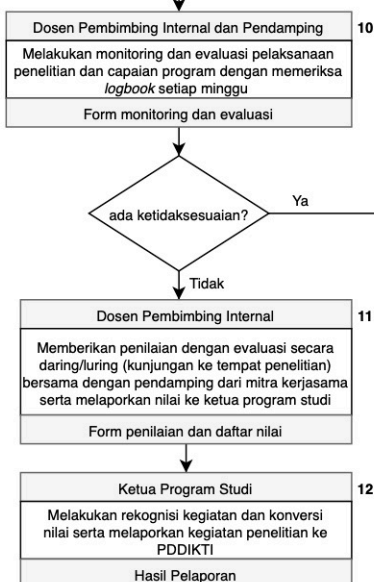 Dosen Pembimbing Internal dan Pendamping 10
Melakukan monitoring dan evaluasi pelaksanaan
penelitian dan capaian program dengan memeriksa
logbook setiap minggu
Form monitoring dan evaluasi
ada ketidaksesuaian?
Ya
Tidak
Dosen Pembimbing Internal 11
Memberikan penilaian dengan evaluasi secara
daring/luring (kunjungan ke tempat penelitian)
bersama dengan pendamping dari mitra kerjasama
serta melaporkan nilai ke ketua program studi
Form penilaian dan daftar nilai
Ketua Program Studi 12
Melakukan rekognisi kegiatan dan konversi
nilai serta melaporkan kegiatan penelitian ke
PDDIKTI
Hasil Pelaporan